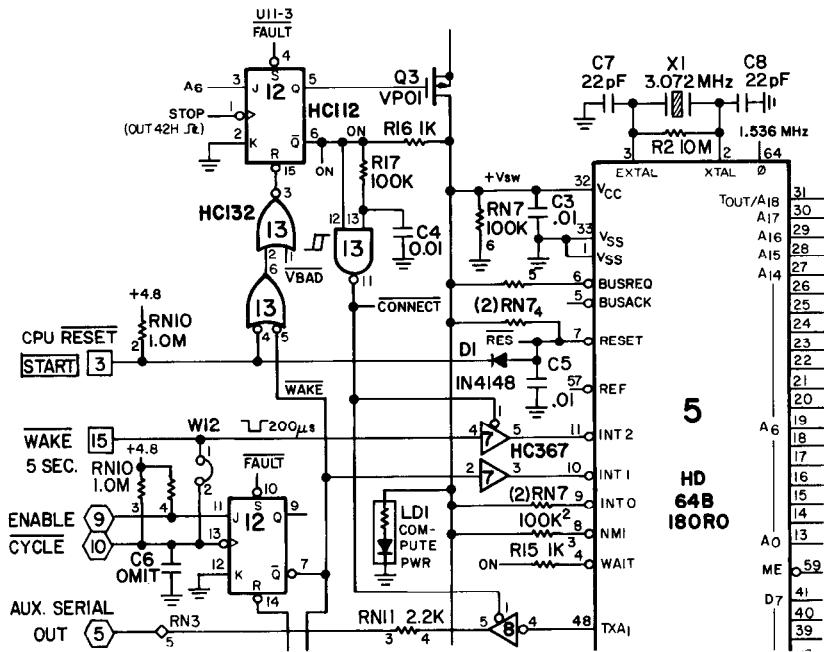 U11-3
FAULT
4
A6 3 J S 12 Q 5
Q3
VP01
C7
22pF
X1
3.072MHz
C8
22pF
STOP 1
(OUT 42H)
HC112
2 K Q 6
R
15
ON
ON
R16 1K
R17
100K
R2 10M
1.536 MHz
3 2 64
EXTAL XTAL Ø
3
HC132
13
2 1
VBAD
6
12 13
13
11
C4
0.01
+VSW
RN7
100K
6
C3
.01
32 VCC
33 VSS
1 VSS
TOUT/A18 31
A17 30
A16 29
A15 28
A14 27
26
25
24
23
22
21
20
A6 19
18
17
16
15
14
A0 13
ME 59
D7 41
40
39
5
6 BUSREQ
5 BUSACK
CONNECT
(2)RN7 4
RES
7 RESET
+4.8
RN10
2 1.0M
13
4 5
CPU RESET
START 3
D1
1N4148
C5
.01
57 REF
WAKE
5
HD
64B
180R0
WAKE 15
5 SEC.
W12
1
2
200µs
4 7 5
1
HC367
11 INT2
2 7 3
10 INT1
+4.8
RN10
1.0M
3 4
FAULT
10
ENABLE 9
11 J S 12 Q 9
CYCLE 10
13
C6
OMIT
12 K Q 7
R
14
LD1
COM-
PUTE
PWR
(2)RN7 9 INT0
100K 2 8 NMI
3
ON R15 1K 4 WAIT
AUX. SERIAL
OUT 5
RN3
5
RN11 2.2K
3 4
5 8 4
1
48 TXA1